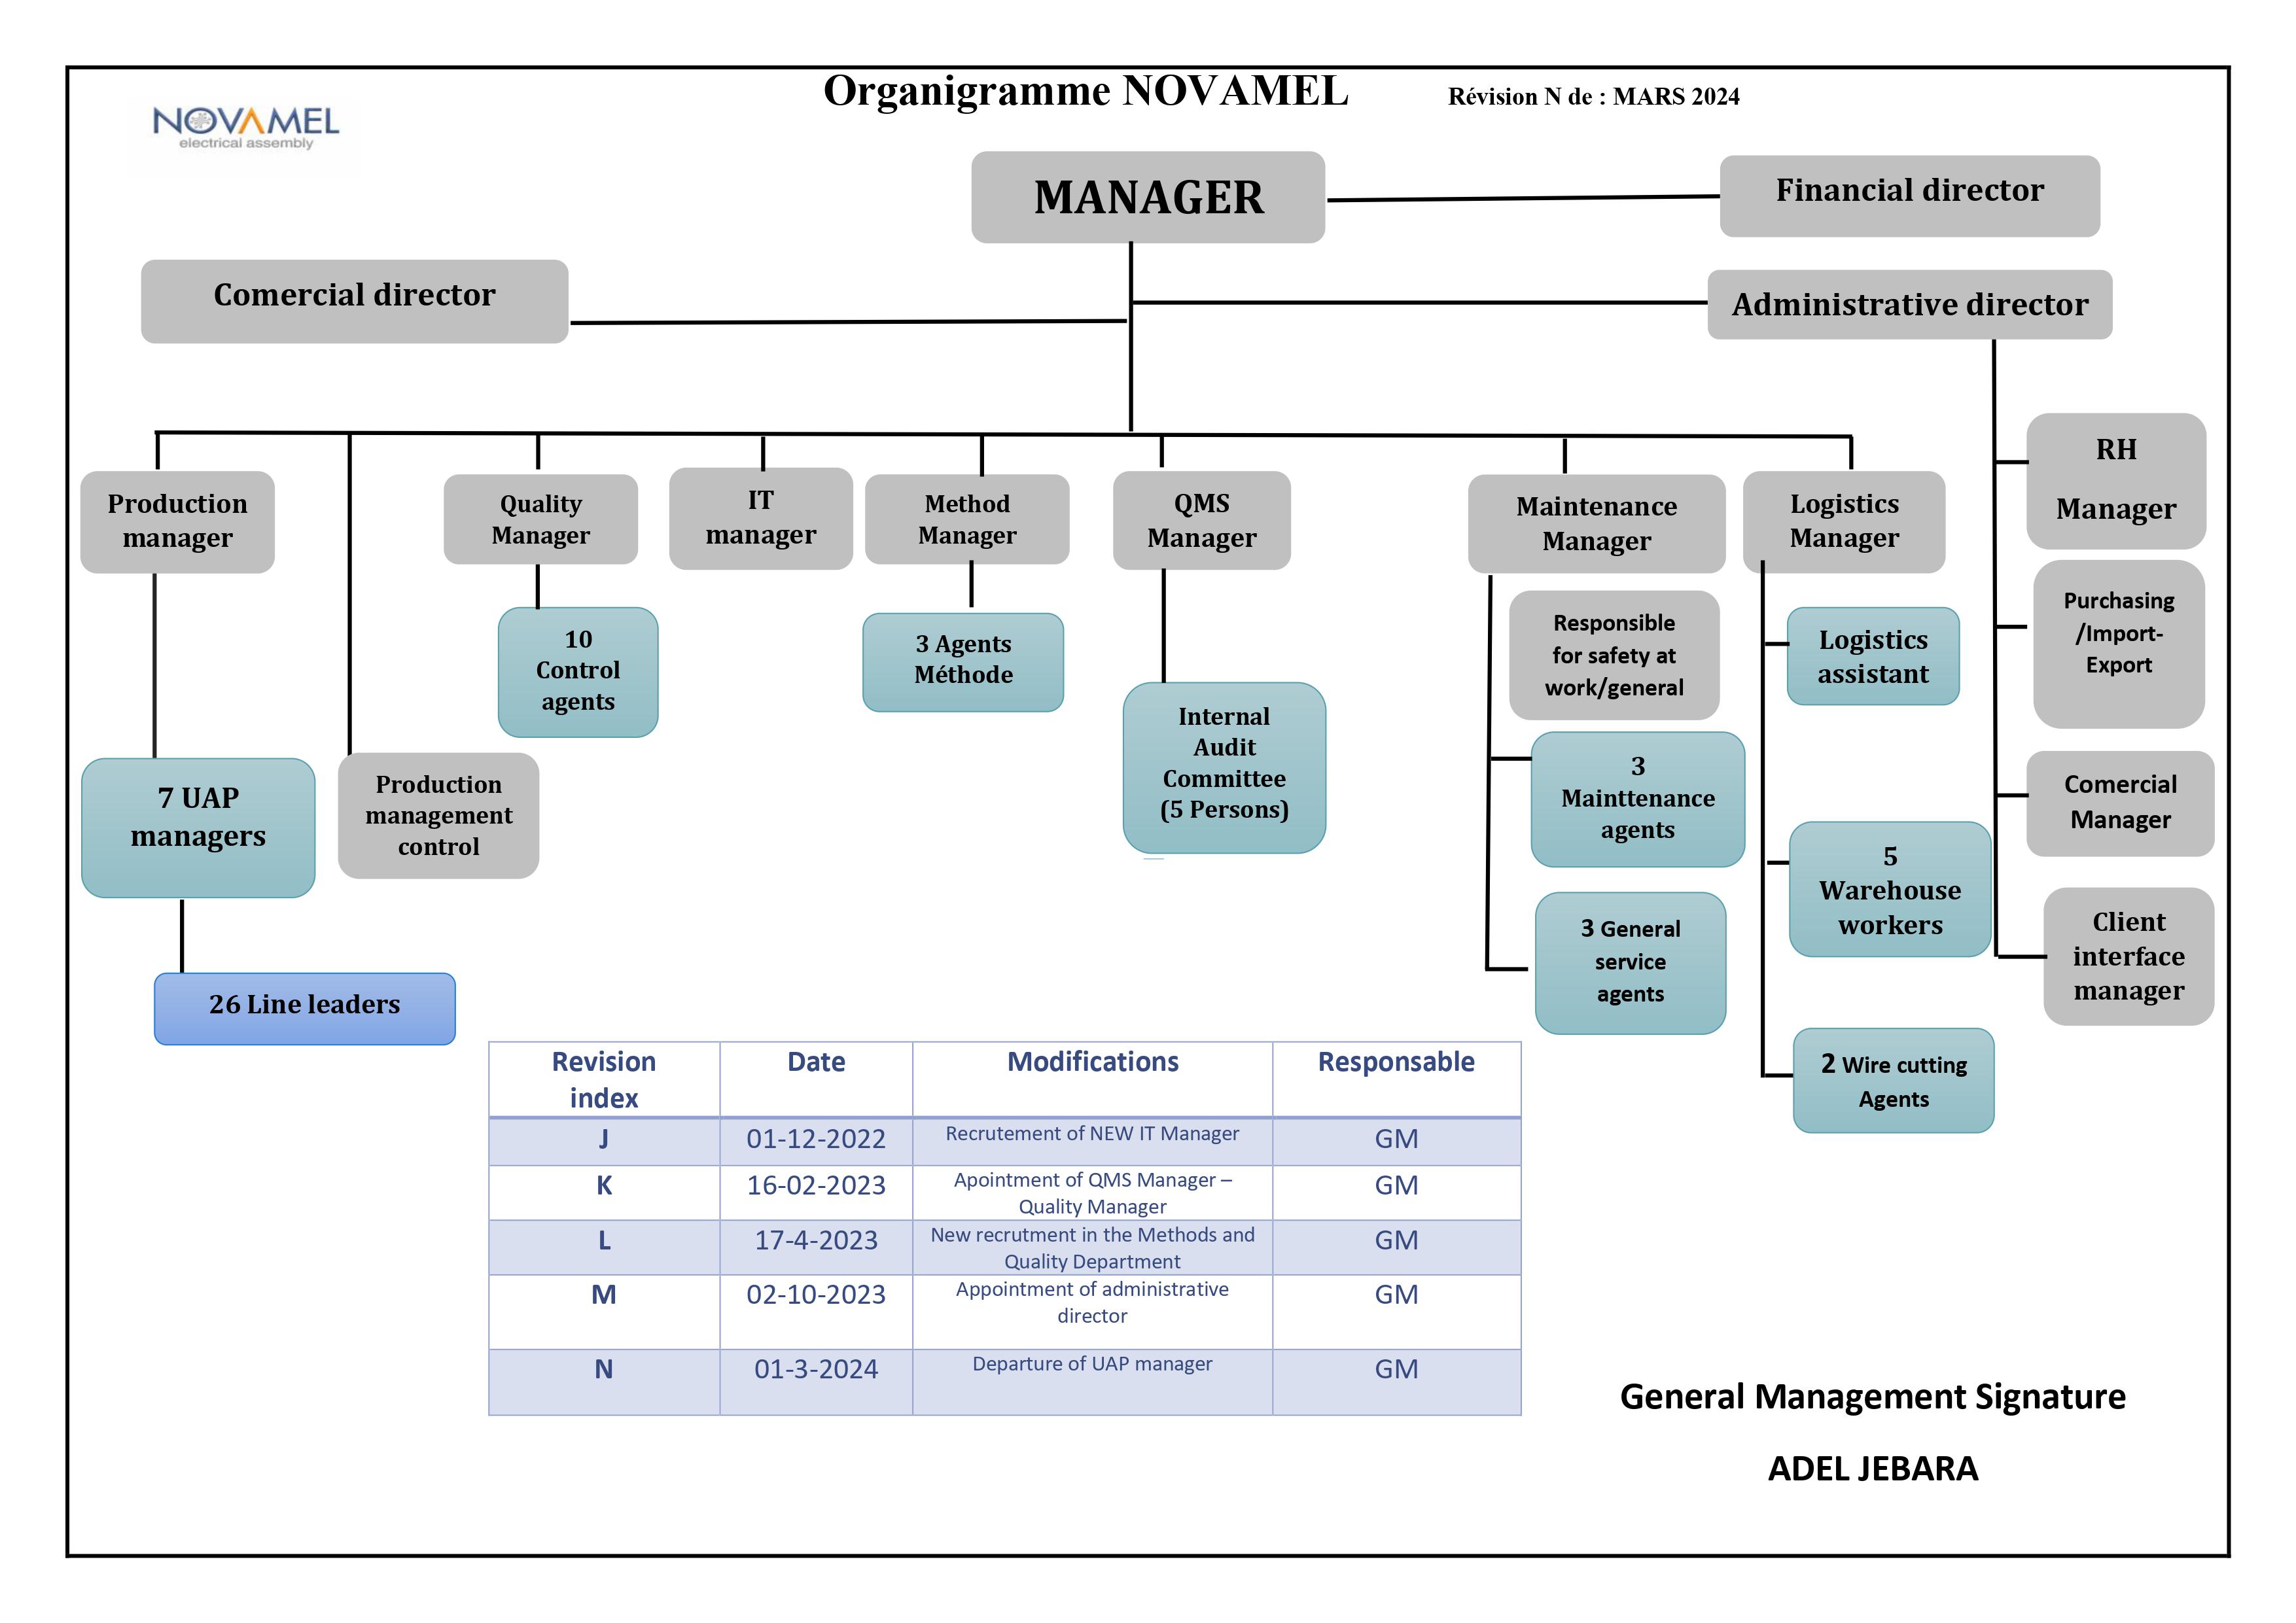 Organigramme NOVAMEL
Révision N de : MARS 2024
NOVAMEL
electrical assembly
MANAGER
Financial director
Comercial director
Administrative director
Production
manager
Quality
Manager
IT
manager
Method
Manager
QMS
Manager
Maintenance
Manager
Logistics
Manager
RH
Manager
10
Control
agents
3 Agents
Méthode
Internal
Audit
Committee
(5 Persons)
Responsible
for safety at
work/general
Logistics
assistant
Purchasing
/Import-
Export
7 UAP
managers
Production
management
control
3
Mainttenance
agents
5
Warehouse
workers
Comercial
Manager
3 General
service
agents
Client
interface
manager
26 Line leaders
2 Wire cutting
Agents
Revision
index
Date
Modifications
Responsable
J
01-12-2022
Recrutement of NEW IT Manager
GM
K
16-02-2023
Apointment of QMS Manager –
Quality Manager
GM
L
17-4-2023
New recrutment in the Methods and
Quality Department
GM
M
02-10-2023
Appointment of administrative
director
GM
N
01-3-2024
Departure of UAP manager
GM
General Management Signature
ADEL JEBARA